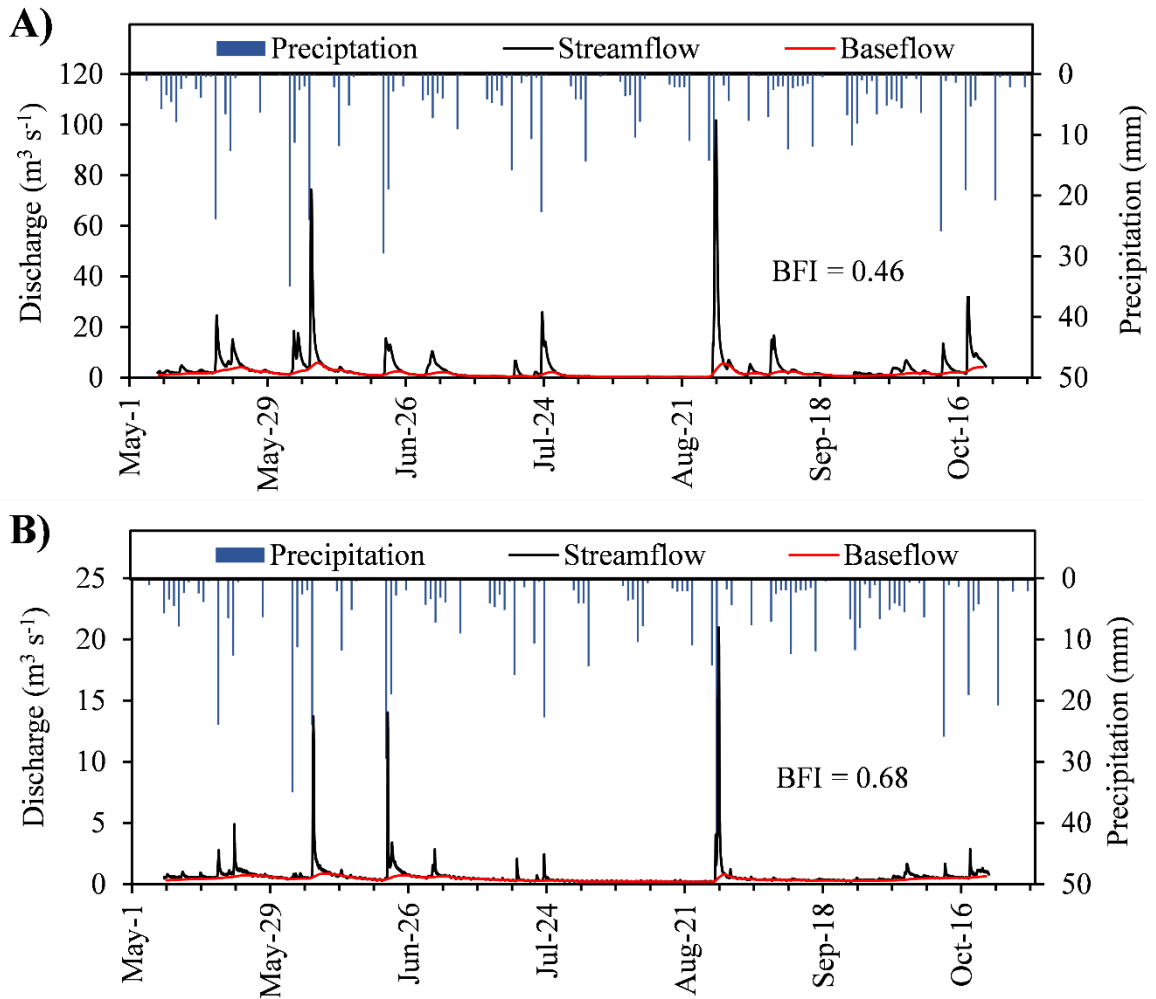 A)
Preciptation Streamflow Baseflow
120 0
100 10
80 20
60 30
40 40
20 50
0
Discharge (m³ s⁻¹)
Precipitation (mm)
BFI = 0.46
May-1 May-29 Jun-26 Jul-24 Aug-21 Sep-18 Oct-16
B)
Precipitation Streamflow Baseflow
25 0
20 10
15 20
10 30
5 40
0 50
Discharge (m³ s⁻¹)
Precipitation (mm)
BFI = 0.68
May-1 May-29 Jun-26 Jul-24 Aug-21 Sep-18 Oct-16